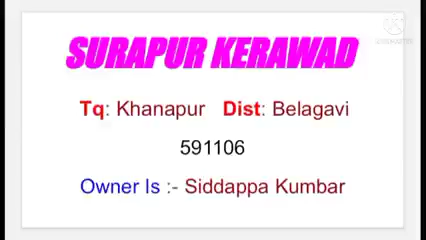 SURAPUR KERAWAD
Tq: Khanapur Dist: Belagavi
591106
Owner Is :- Siddappa Kumbar